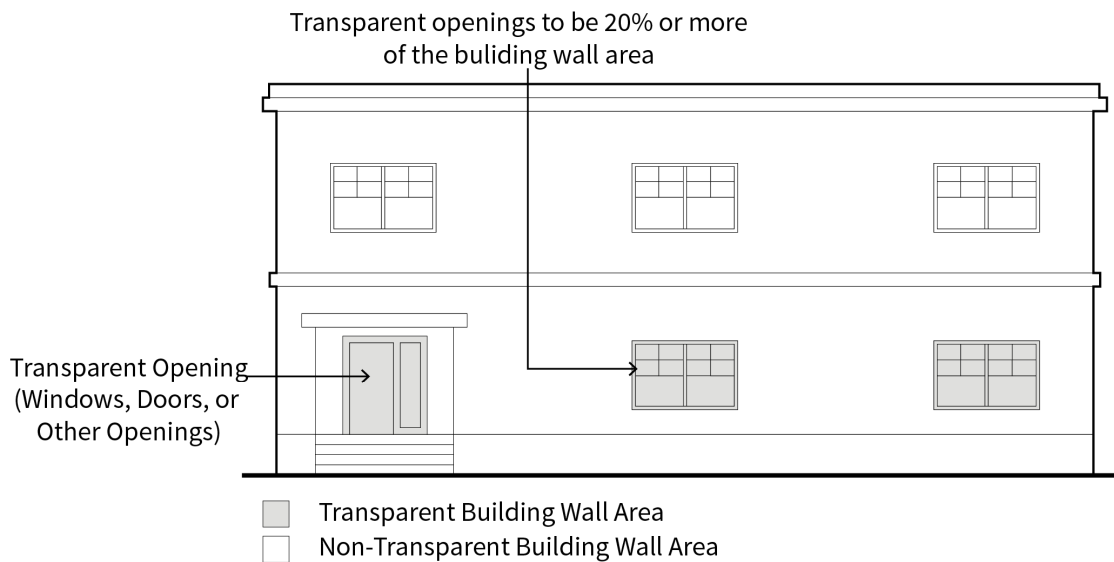 Transparent openings to be 20% or more
of the buliding wall area
Transparent Opening
(Windows, Doors, or
Other Openings)
Transparent Building Wall Area
Non-Transparent Building Wall Area